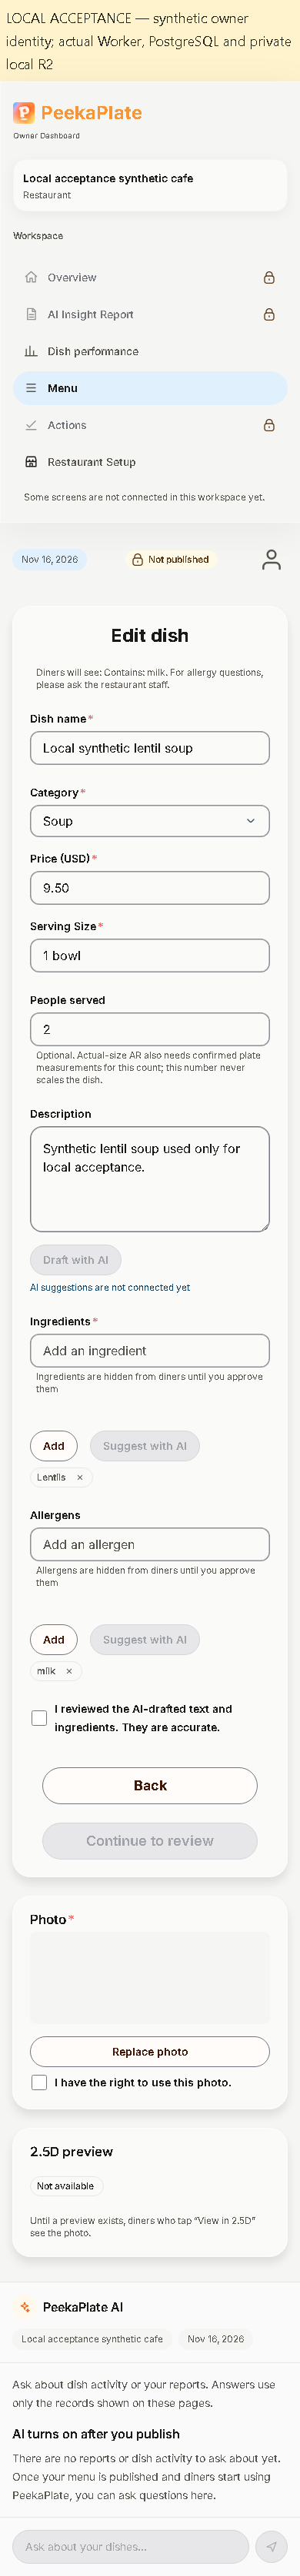 LOCAL ACCEPTANCE — synthetic owner
identity; actual Worker, PostgreSQL and private
local R2
PeekaPlate
Owner Dashboard
Local acceptance synthetic cafe
Restaurant
Workspace
Overview
AI Insight Report
Dish performance
Menu
Actions
Restaurant Setup
Some screens are not connected in this workspace yet.
Nov 16, 2026
Not published
Edit dish
Diners will see: Contains: milk. For allergy questions,
please ask the restaurant staff.
Dish name*
Local synthetic lentil soup
Category*
Soup
Price (USD)*
9.50
Serving Size*
1 bowl
People served
2
Optional. Actual-size AR also needs confirmed plate
measurements for this count; this number never
scales the dish.
Description
Synthetic lentil soup used only for
local acceptance.
Draft with AI
AI suggestions are not connected yet
Ingredients*
Add an ingredient
Ingredients are hidden from diners until you approve
them
Add
Suggest with AI
Lentils ×
Allergens
Add an allergen
Allergens are hidden from diners until you approve
them
Add
Suggest with AI
milk ×
I reviewed the AI-drafted text and
ingredients. They are accurate.
Back
Continue to review
Photo*
Replace photo
I have the right to use this photo.
2.5D preview
Not available
Until a preview exists, diners who tap “View in 2.5D”
see the photo.
PeekaPlate AI
Local acceptance synthetic cafe
Nov 16, 2026
Ask about dish activity or your reports. Answers use
only the records shown on these pages.
AI turns on after you publish
There are no reports or dish activity to ask about yet.
Once your menu is published and diners start using
PeekaPlate, you can ask questions here.
Ask about your dishes...